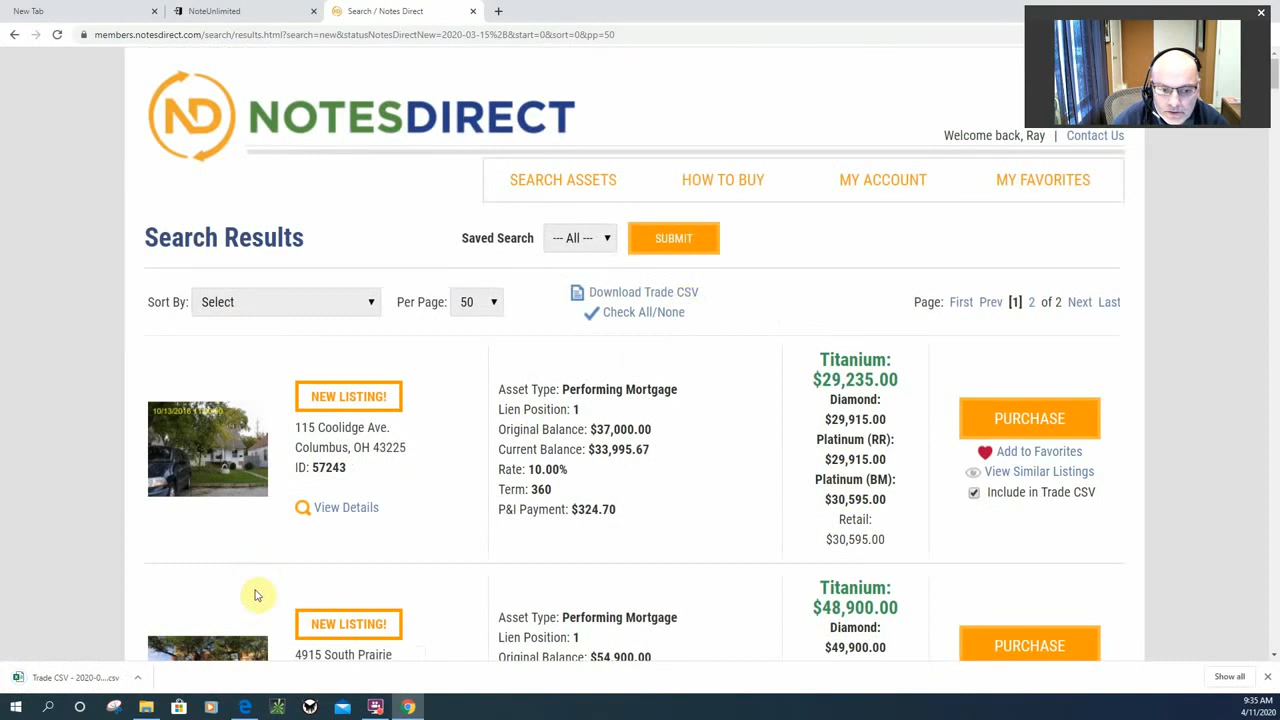 New Tab
NoteUnlimited
Search / Notes Direct
members.notesdirect.com/search/results.html?search=new&statusNotesDirectNew=2020-03-15%2B&start=0&sort=0&pp=50
ND NOTESDIRECT
Welcome back, Ray | Contact Us
SEARCH ASSETS HOW TO BUY MY ACCOUNT MY FAVORITES
Search Results
Saved Search --- All --- SUBMIT
Sort By: Select Per Page: 50
Download Trade CSV
Check All/None
Page: First Prev [1] 2 of 2 Next Last
10/13/2016
NEW LISTING!
115 Coolidge Ave.
Columbus, OH 43225
ID: 57243
View Details
Asset Type: Performing Mortgage
Lien Position: 1
Original Balance: $37,000.00
Current Balance: $33,995.67
Rate: 10.00%
Term: 360
P&I Payment: $324.70
Titanium:
$29,235.00
Diamond:
$29,915.00
Platinum (RR):
$29,915.00
Platinum (BM):
$30,595.00
Retail:
$30,595.00
PURCHASE
Add to Favorites
View Similar Listings
Include in Trade CSV
NEW LISTING!
4915 South Prairie
Asset Type: Performing Mortgage
Lien Position: 1
Original Balance: $54,900.00
Titanium:
$48,900.00
Diamond:
$49,900.00
PURCHASE
Trade CSV - 2020-0....csv
Show all
9:35 AM
4/11/2020